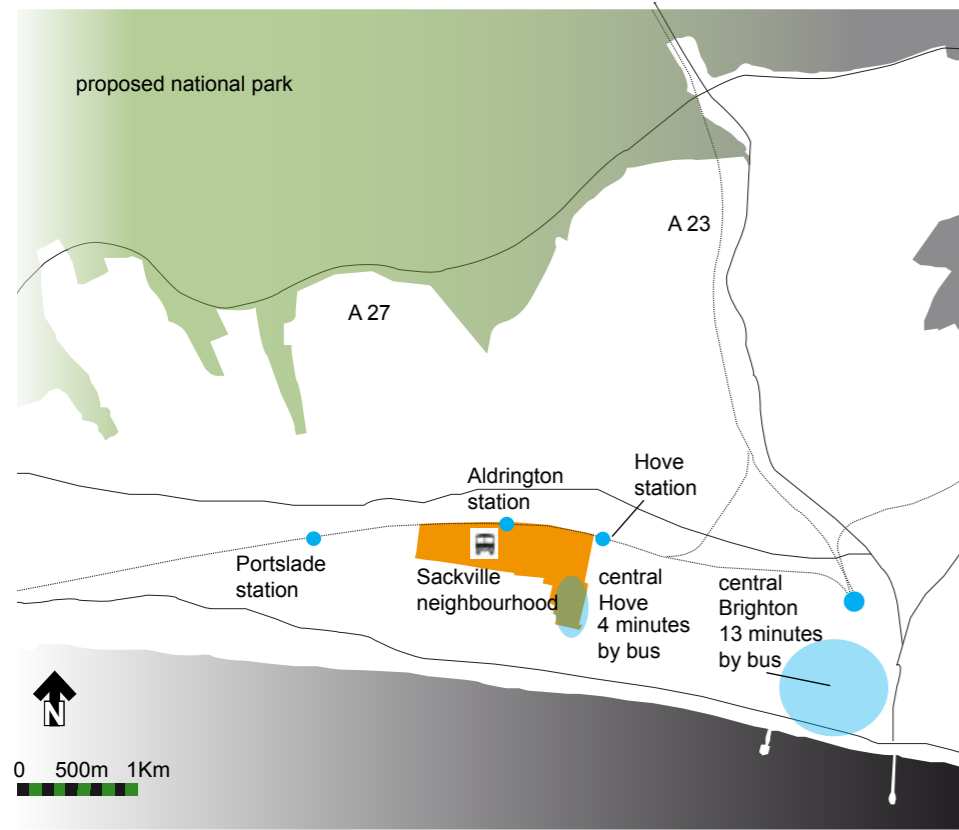 proposed national park
A 23
A 27
Hove
station
Aldrington
station
Portslade
station
Sackville
neighbourhood
central
Hove
4 minutes
by bus
central
Brighton
13 minutes
by bus
N
0 500m 1Km